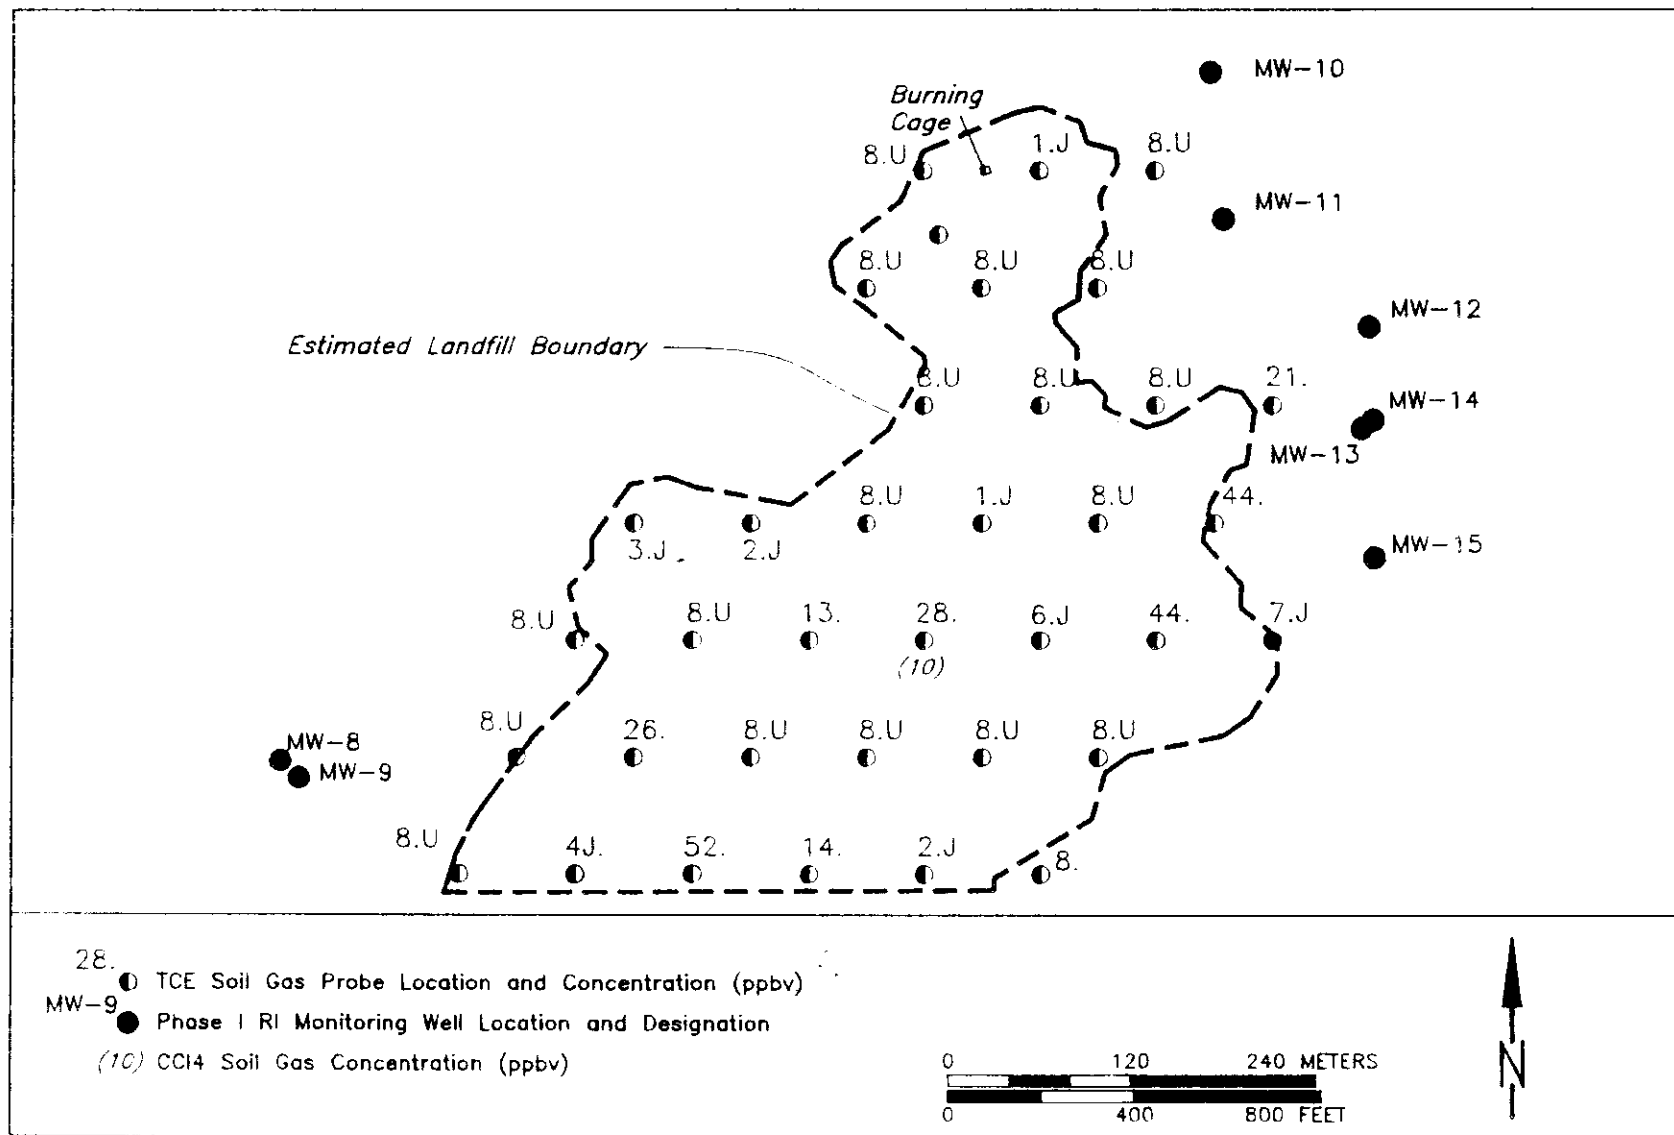 MW-10
Burning
Cage
8.U
1.J
8.U
MW-11
8.U
8.U
8.U
MW-12
Estimated Landfill Boundary
8.U
8.U
8.U
21.
MW-14
MW-13
8.U
1.J
8.U
44.
3.J
2.J
MW-15
8.U
8.U
13.
28.
6.J
44.
7.J
(10)
8.U
26.
8.U
8.U
8.U
8.U
MW-8
MW-9
8.U
4J.
52.
14.
2.J
8.
28.
TCE Soil Gas Probe Location and Concentration (ppbv)
MW-9
Phase I RI Monitoring Well Location and Designation
(10) CCl4 Soil Gas Concentration (ppbv)
0 120 240 METERS
0 400 800 FEET
N